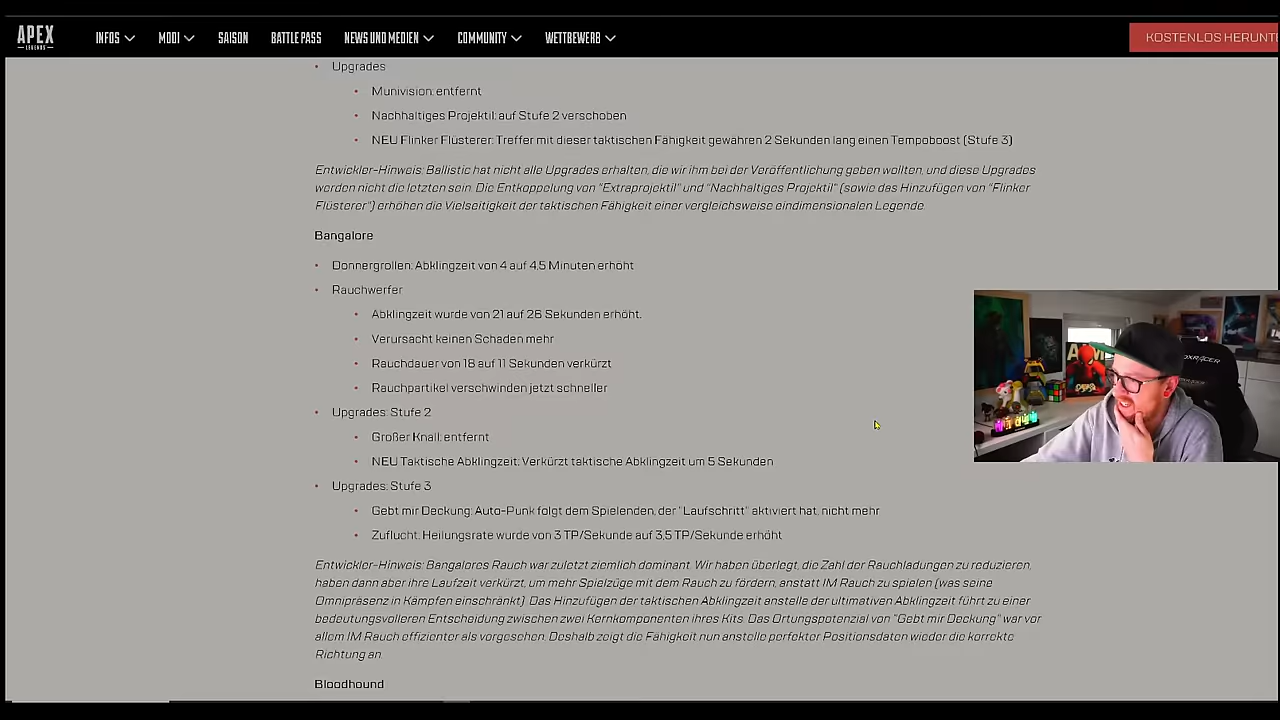 APEX
LEGENDS
INFOS
MODI
SAISON
BATTLE PASS
NEWS UND MEDIEN
COMMUNITY
WETTBEWERB
KOSTENLOS HERUNTE
Upgrades
Munivision: entfernt
Nachhaltiges Projektil: auf Stufe 2 verschoben
NEU Flinker Flüsterer: Treffer mit dieser taktischen Fähigkeit gewähren 2 Sekunden lang einen Tempoboost (Stufe 3)
Entwickler-Hinweis: Ballistic hat nicht alle Upgrades erhalten, die wir ihm bei der Veröffentlichung geben wollten, und diese Upgrades
werden nicht die letzten sein. Die Entkoppelung von "Extraprojektil" und "Nachhaltiges Projektil" (sowie das Hinzufügen von "Flinker
Flüsterer") erhöhen die Vielseitigkeit der taktischen Fähigkeit einer vergleichsweise eindimensionalen Legende.
Bangalore
Donnergrollen: Abklingzeit von 4 auf 4,5 Minuten erhöht
Rauchwerfer
Abklingzeit wurde von 21 auf 26 Sekunden erhöht.
Verursacht keinen Schaden mehr
Rauchdauer von 18 auf 11 Sekunden verkürzt
Rauchpartikel verschwinden jetzt schneller
Upgrades: Stufe 2
Großer Knall: entfernt
NEU Taktische Abklingzeit: Verkürzt taktische Abklingzeit um 5 Sekunden
Upgrades: Stufe 3
Gebt mir Deckung: Auto-Punk folgt dem Spielenden, der "Laufschritt" aktiviert hat, nicht mehr
Zuflucht: Heilungsrate wurde von 3 TP/Sekunde auf 3,5 TP/Sekunde erhöht
Entwickler-Hinweis: Bangalores Rauch war zuletzt ziemlich dominant. Wir haben überlegt, die Zahl der Rauchladungen zu reduzieren,
haben dann aber ihre Laufzeit verkürzt, um mehr Spielzüge mit dem Rauch zu fördern, anstatt IM Rauch zu spielen (was seine
Omnipräsenz in Kämpfen einschränkt). Das Hinzufügen der taktischen Abklingzeit anstelle der ultimativen Abklingzeit führt zu einer
bedeutungsvolleren Entscheidung zwischen zwei Kernkomponenten ihres Kits. Das Ortungspotenzial von "Gebt mir Deckung" war vor
allem IM Rauch effizienter als vorgesehen. Deshalb zeigt die Fähigkeit nun anstelle perfekter Positionsdaten wieder die korrekte
Richtung an.
Bloodhound